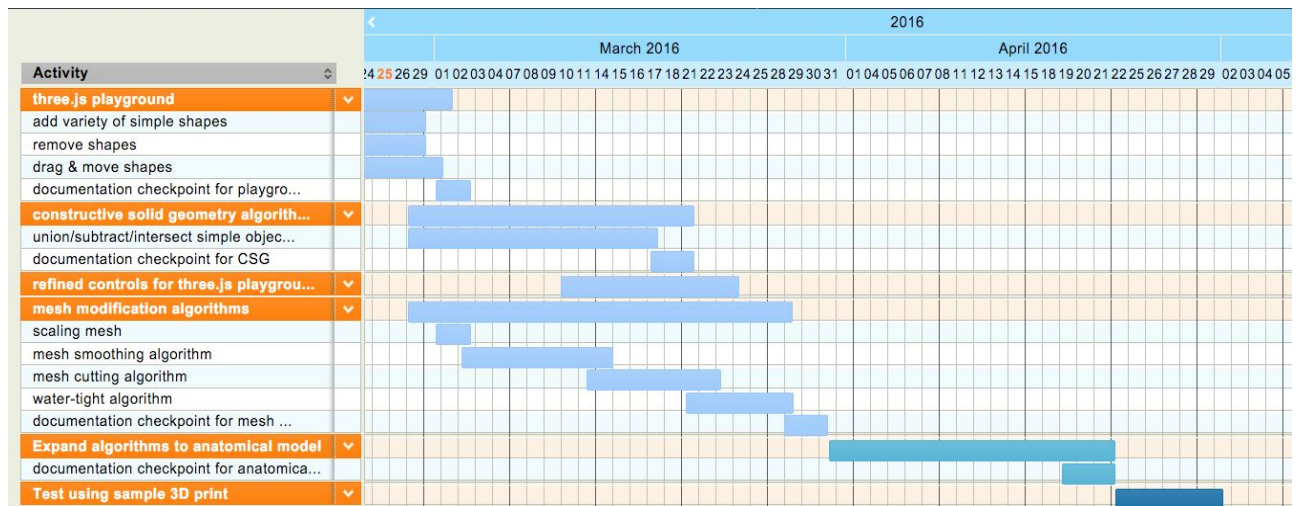 2016
March 2016 April 2016
Activity 24 25 26 29 01 02 03 04 07 08 09 10 11 14 15 16 17 18 21 22 23 24 25 28 29 30 31 01 04 05 06 07 08 11 12 13 14 15 18 19 20 21 22 25 26 27 28 29 02 03 04 05
three.js playground
add variety of simple shapes
remove shapes
drag & move shapes
documentation checkpoint for playgro...
constructive solid geometry algorith...
union/subtract/intersect simple objec...
documentation checkpoint for CSG
refined controls for three.js playgrou...
mesh modification algorithms
scaling mesh
mesh smoothing algorithm
mesh cutting algorithm
water-tight algorithm
documentation checkpoint for mesh ...
Expand algorithms to anatomical model
documentation checkpoint for anatomica...
Test using sample 3D print